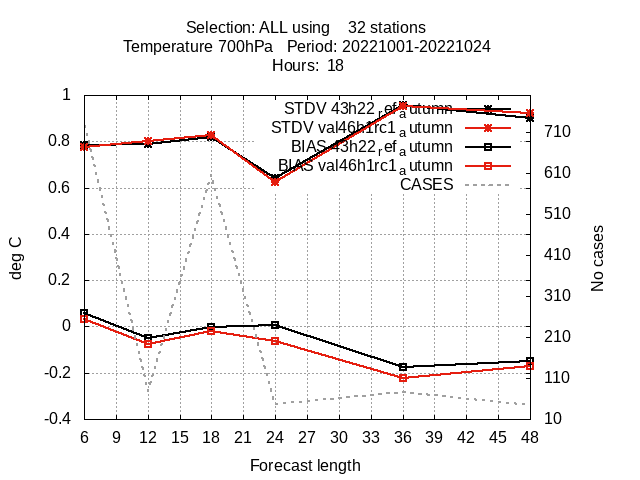 Selection: ALL using 32 stations
Temperature 700hPa Period: 20221001-20221024
Hours: 18
STDV 43h22_ref_autumn
STDV val46h1rc1_autumn
BIAS 43h22_ref_autumn
BIAS val46h1rc1_autumn
CASES
1
0.8
0.6
0.4
0.2
0
-0.2
-0.4
deg C
710
610
510
410
310
210
110
10
No cases
6 9 12 15 18 21 24 27 30 33 36 39 42 45 48
Forecast length